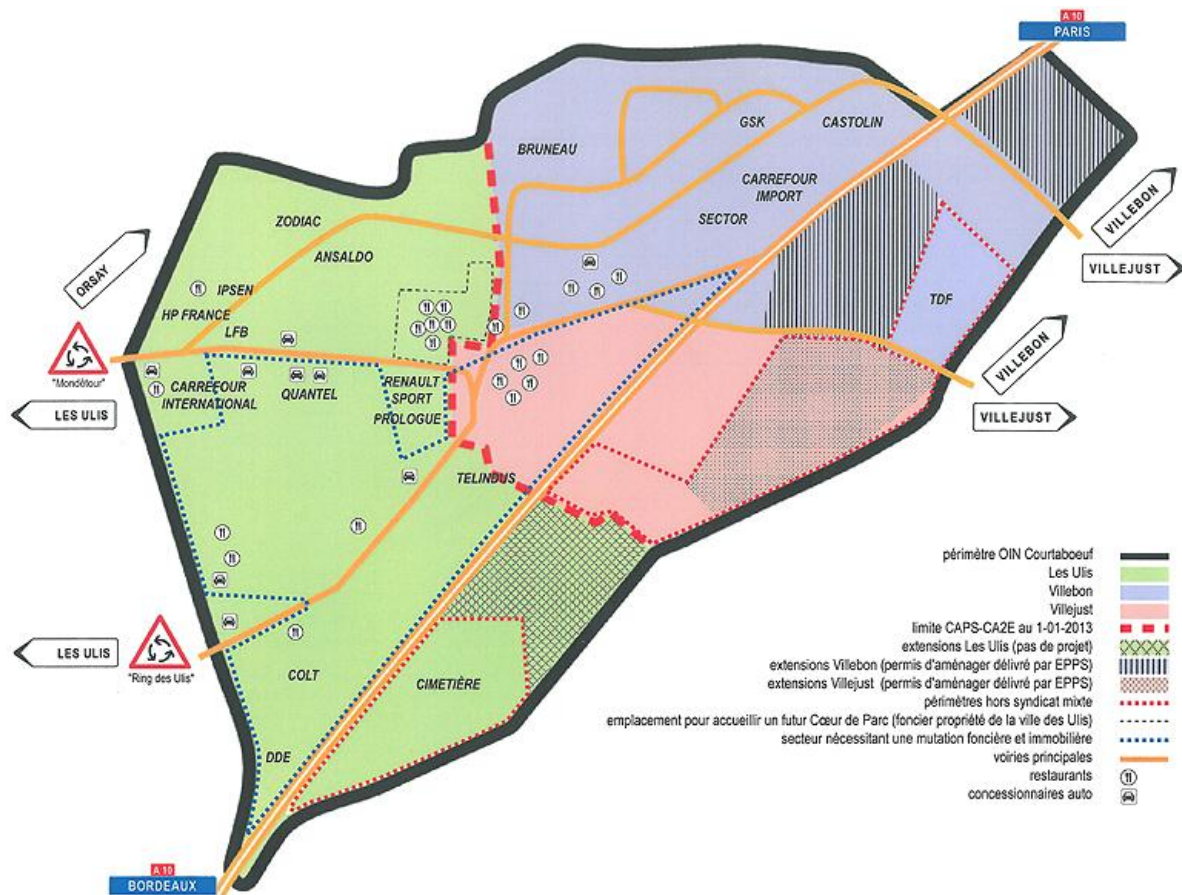 A 10
PARIS
GSK
CASTOLIN
BRUNEAU
CARREFOUR
IMPORT
SECTOR
ZODIAC
ANSALDO
VILLEBON
ORSAY
VILLEJUST
IPSEN
HP FRANCE
TDF
LFB
"Mondétour"
VILLEBON
RENAULT
SPORT
CARREFOUR
INTERNATIONAL
QUANTEL
PROLOGUE
LES ULIS
VILLEJUST
TELINDUS
périmètre OIN Courtaboeuf
Les Ulis
Villebon
Villejust
limite CAPS-CA2E au 1-01-2013
extensions Les Ulis (pas de projet)
extensions Villebon (permis d'aménager délivré par EPPS)
extensions Villejust (permis d'aménager délivré par EPPS)
périmètres hors syndicat mixte
emplacement pour accueillir un futur Cœur de Parc (foncier propriété de la ville des Ulis)
secteur nécessitant une mutation foncière et immobilière
voiries principales
restaurants
concessionnaires auto
LES ULIS
"Ring des Ulis"
COLT
CIMETIÈRE
DDE
A 10
BORDEAUX